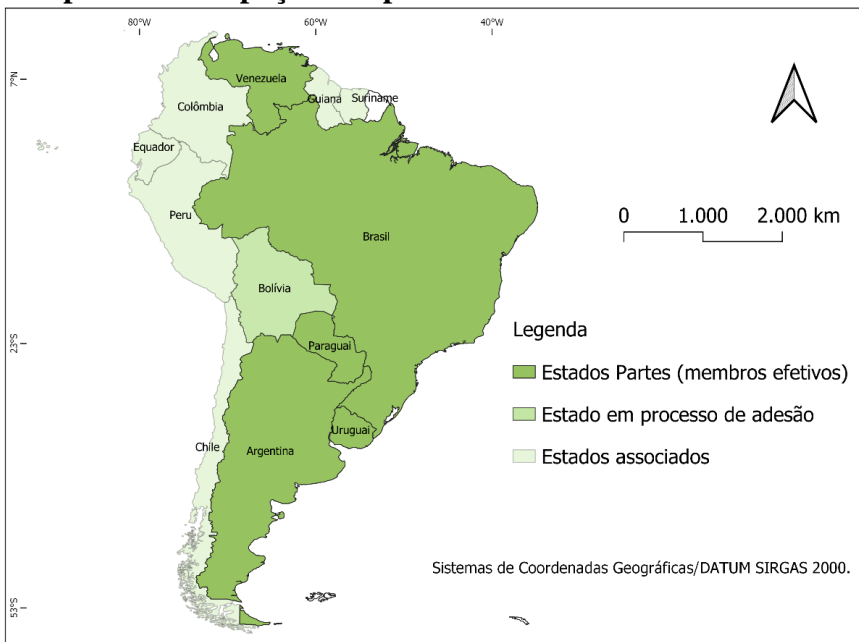 80°W
60°W
40°W
7°N
Venezuela
Guiana
Suriname
Colômbia
Equador
Peru
Brasil
0 1.000 2.000 km
Bolívia
23°S
Paraguai
Legenda
Estados Partes (membros efetivos)
Estado em processo de adesão
Estados associados
Uruguai
Chile
Argentina
Sistemas de Coordenadas Geográficas/DATUM SIRGAS 2000.
53°S